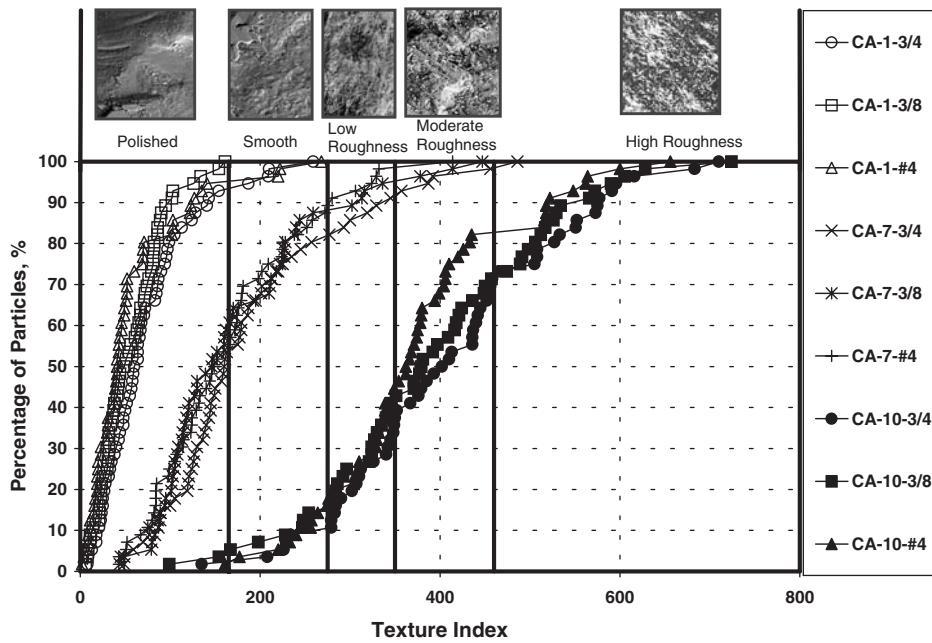 Polished
Smooth
Low
Roughness
Moderate
Roughness
High Roughness
100
90
80
70
60
50
40
30
20
10
0
Percentage of Particles, %
0
200
400
600
800
Texture Index
CA-1-3/4
CA-1-3/8
CA-1-#4
CA-7-3/4
CA-7-3/8
CA-7-#4
CA-10-3/4
CA-10-3/8
CA-10-#4